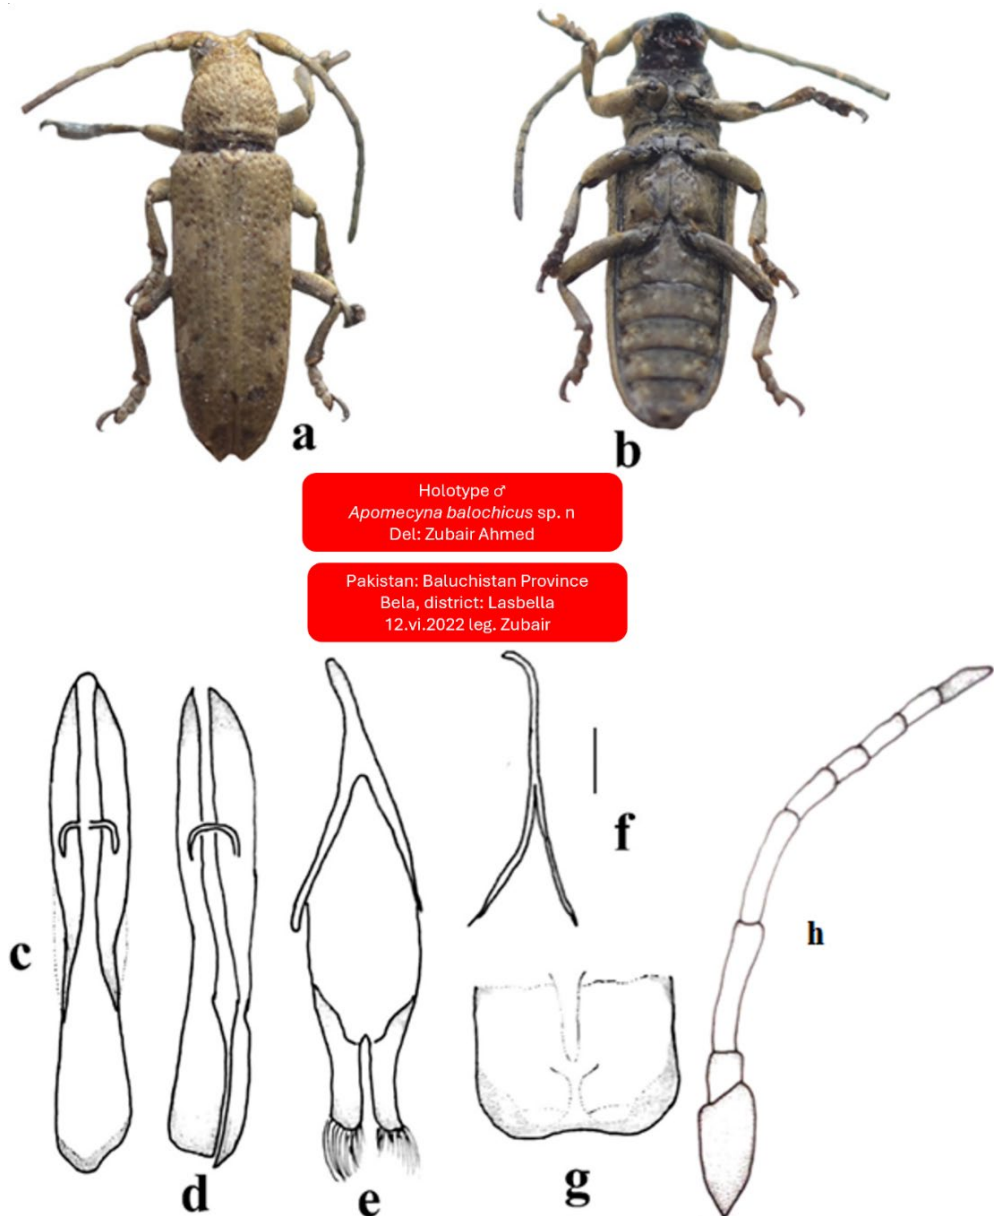 a
b
Holotype ♂
Apomecyna balochicus sp. n
Del: Zubair Ahmed
Pakistan: Baluchistan Province
Bela, district: Lasbella
12.vi.2022 leg. Zubair
c
d
e
f
g
h